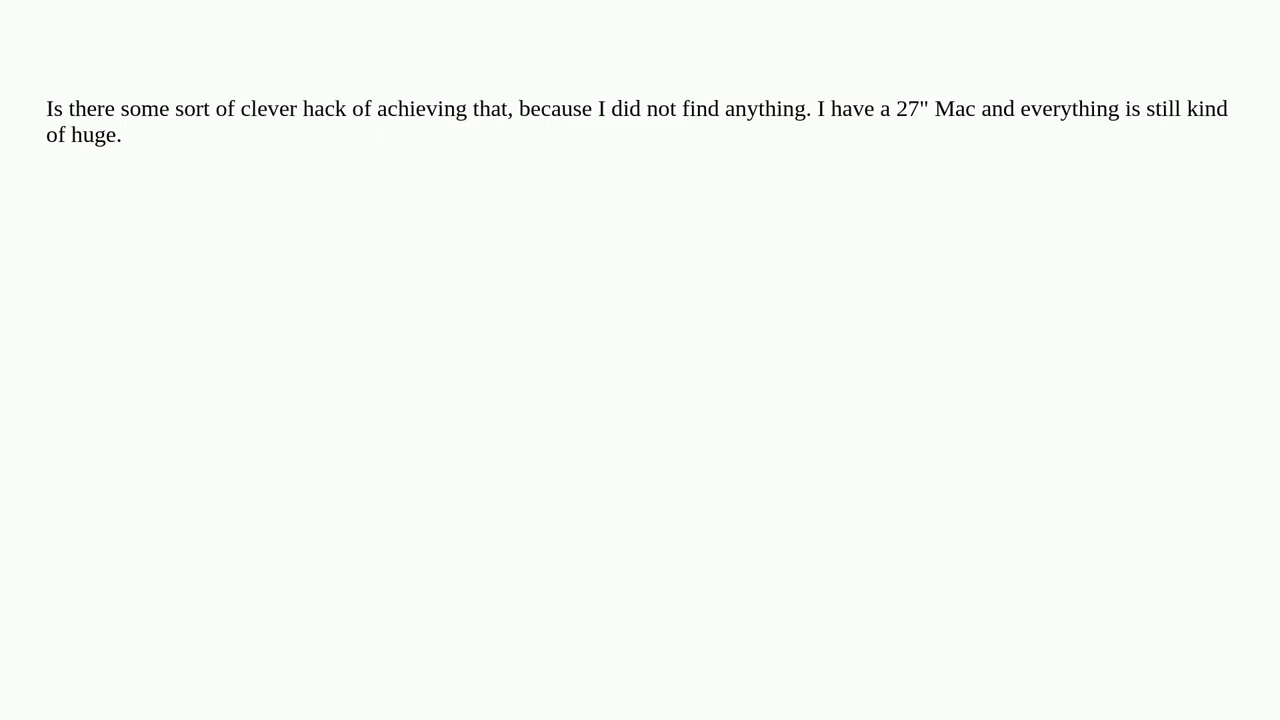 Is there some sort of clever hack of achieving that, because I did not find anything. I have a 27" Mac and everything is still kind
of huge.